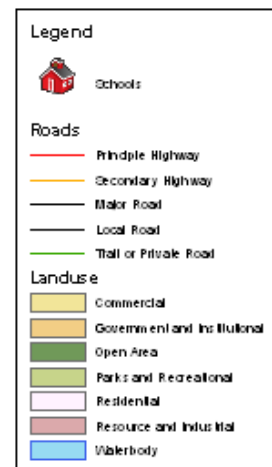 Legend
Schools
Roads
Principle Highway
Secondary Highway
Major Road
Local Road
Trail or Private Road
Landuse
Commercial
Government and Institutional
Open Area
Parks and Recreational
Residential
Resource and Industrial
Waterbody